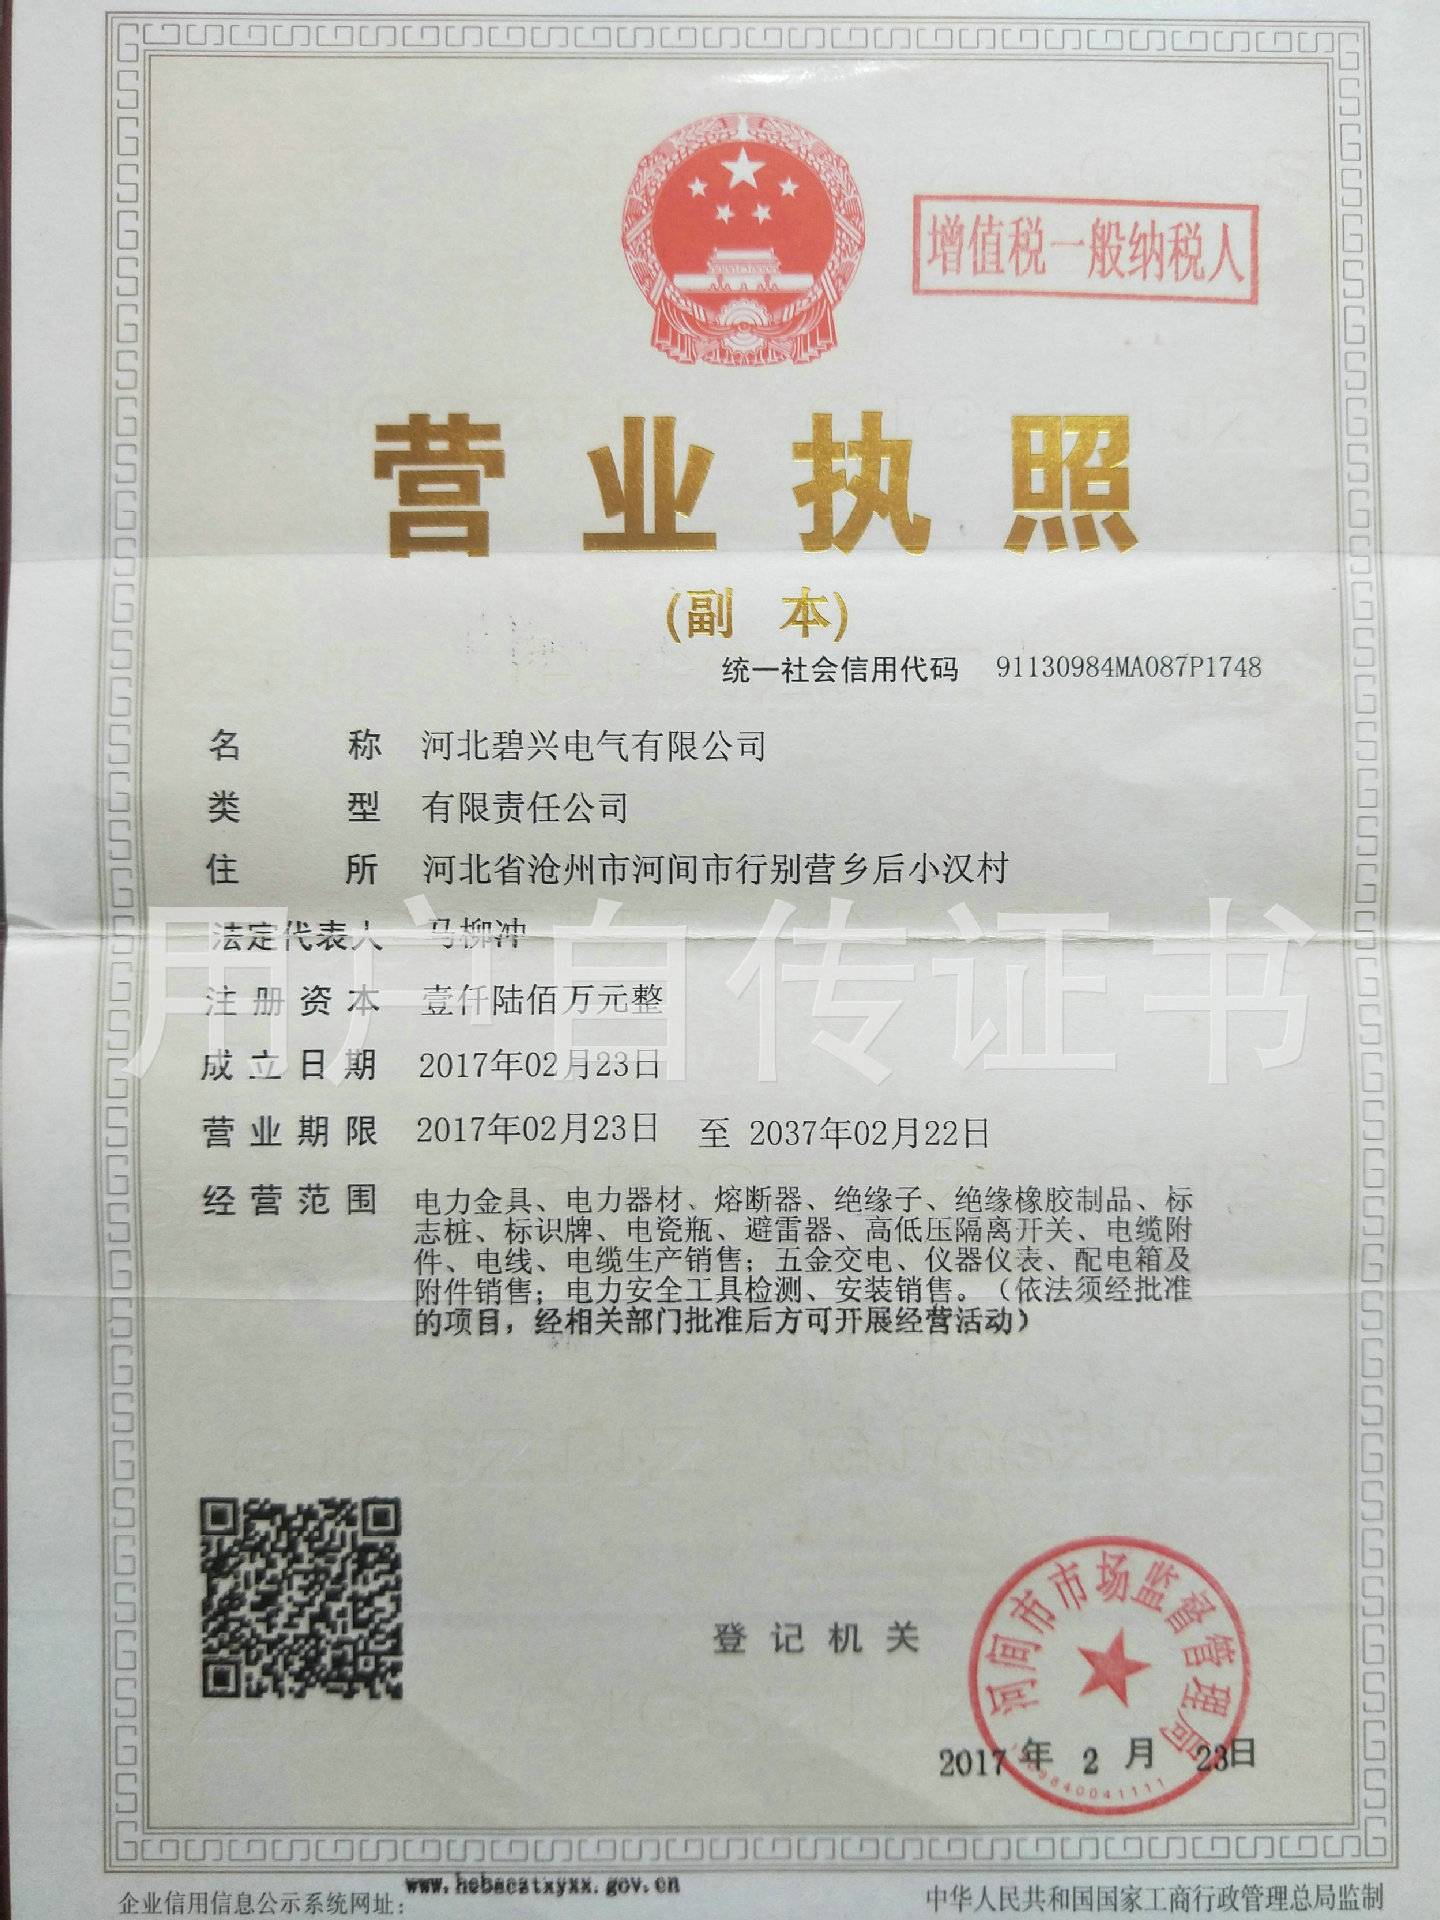 增值税一般纳税人
营业执照
(副 本)
统一社会信用代码 91130984MA087P1748
名 称 河北碧兴电气有限公司
类 型 有限责任公司
住 所 河北省沧州市河间市行别营乡后小汉村
法定代表人 马柳冲
用户自传证书
注册资本 壹仟陆佰万元整
成立日期 2017年02月23日
营业期限 2017年02月23日 至 2037年02月22日
经营范围 电力金具、电力器材、熔断器、绝缘子、绝缘橡胶制品、标
志桩、标识牌、电瓷瓶、避雷器、高低压隔离开关、电缆附
件、电线、电缆生产销售；五金交电、仪器仪表、配电箱及
附件销售；电力安全工具检测、安装销售。（依法须经批准
的项目，经相关部门批准后方可开展经营活动）
河间市市场监督管理局
登记机关
2017 年 2 月 23日
企业信用信息公示系统网址： www.hebscztxyxx.gov.cn
中华人民共和国国家工商行政管理总局监制